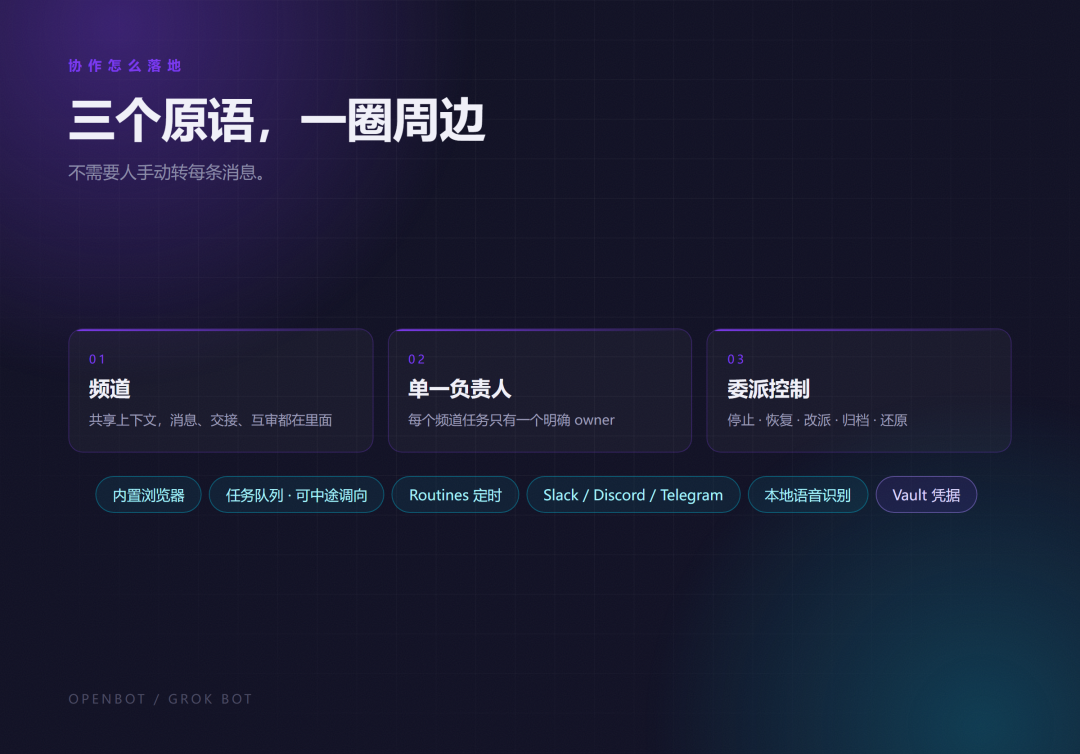 协作怎么落地
三个原语，一圈周边
不需要人手动转每条消息。
01
频道
共享上下文，消息、交接、互审都在里面
02
单一负责人
每个频道任务只有一个明确 owner
03
委派控制
停止 · 恢复 · 改派 · 归档 · 还原
内置浏览器
任务队列 · 可中途调向
Routines 定时
Slack / Discord / Telegram
本地语音识别
Vault 凭据
OPENBOT / GROK BOT